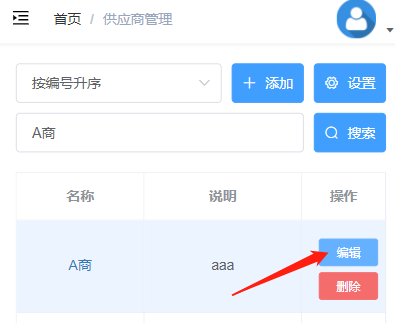 首页 / 供应商管理
按编号升序 添加 设置
A商 搜索
名称 说明 操作
A商 aaa 编辑
删除